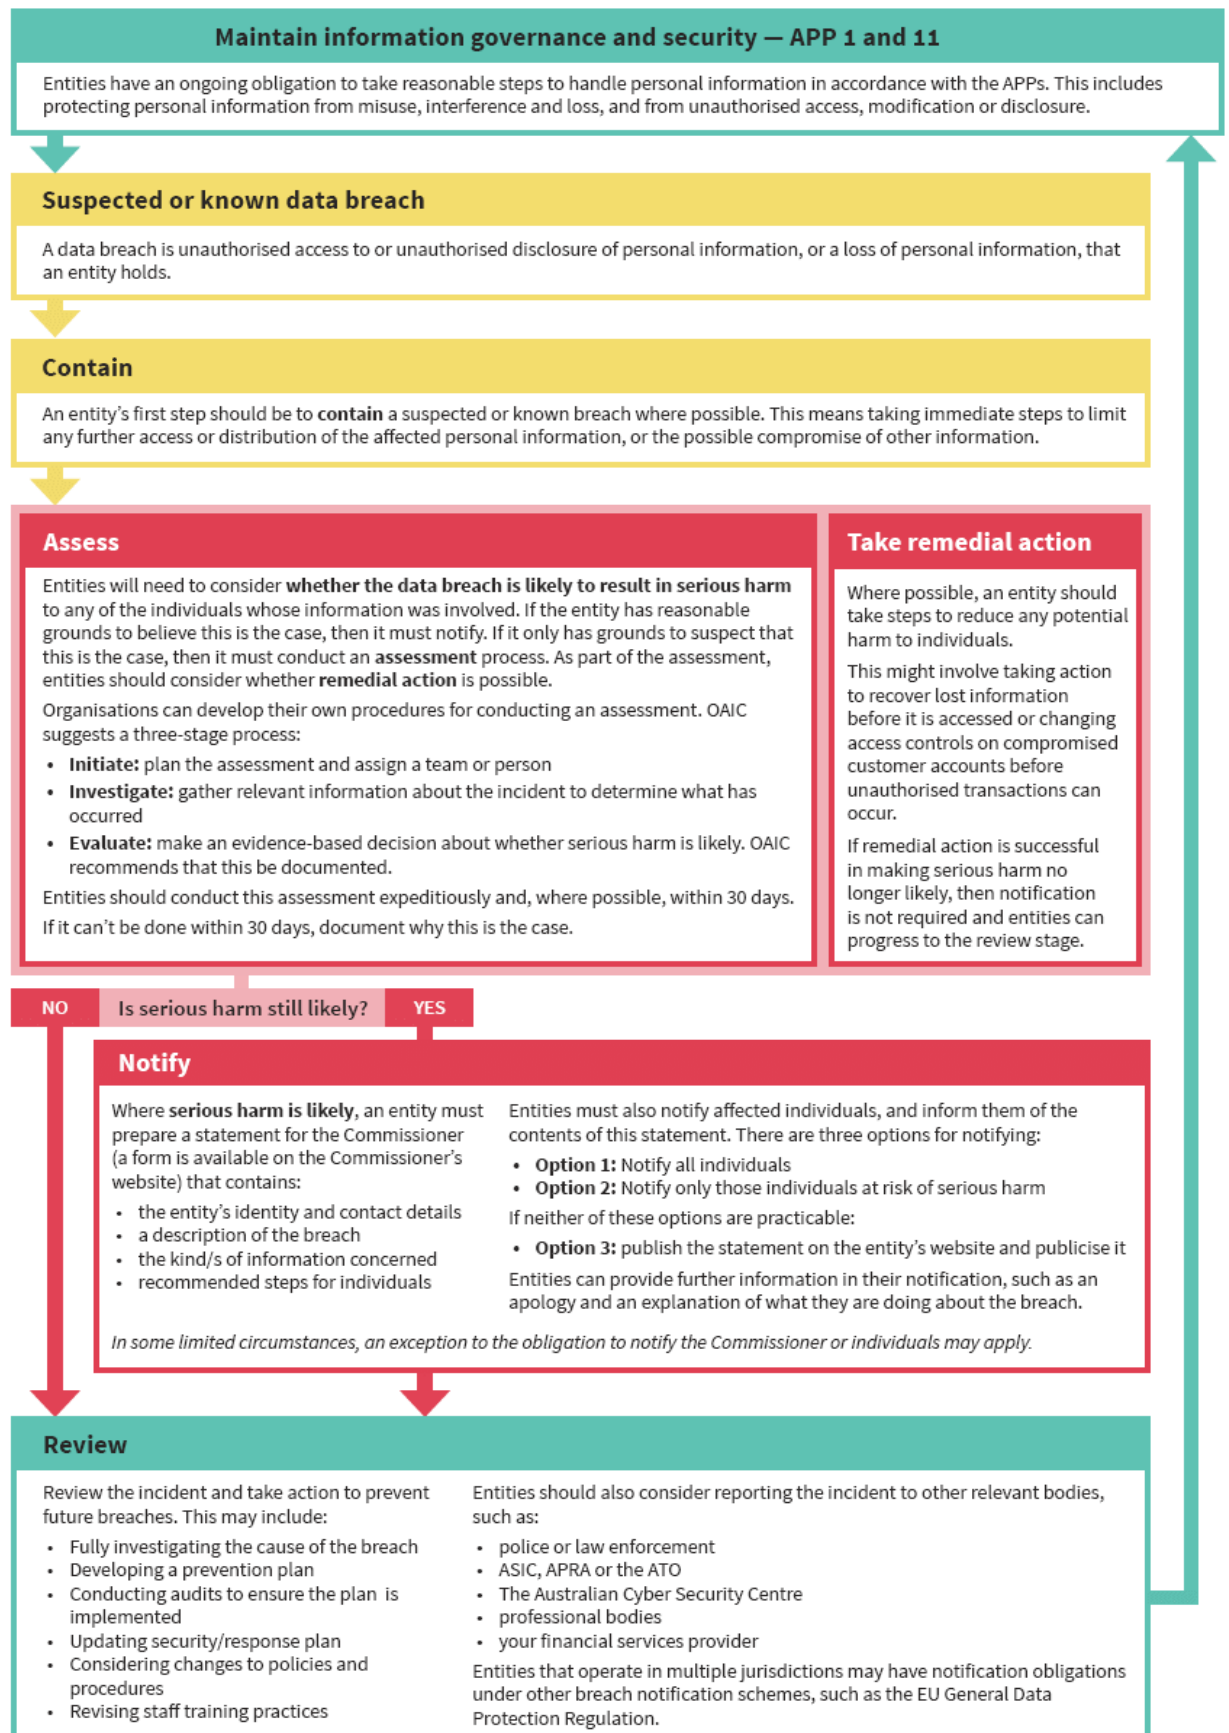 Maintain information governance and security — APP 1 and 11
Entities have an ongoing obligation to take reasonable steps to handle personal information in accordance with the APPs. This includes
protecting personal information from misuse, interference and loss, and from unauthorised access, modification or disclosure.
Suspected or known data breach
A data breach is unauthorised access to or unauthorised disclosure of personal information, or a loss of personal information, that
an entity holds.
Contain
An entity's first step should be to contain a suspected or known breach where possible. This means taking immediate steps to limit
any further access or distribution of the affected personal information, or the possible compromise of other information.
Assess
Entities will need to consider whether the data breach is likely to result in serious harm
to any of the individuals whose information was involved. If the entity has reasonable
grounds to believe this is the case, then it must notify. If it only has grounds to suspect that
this is the case, then it must conduct an assessment process. As part of the assessment,
entities should consider whether remedial action is possible.
Organisations can develop their own procedures for conducting an assessment. OAIC
suggests a three-stage process:
• Initiate: plan the assessment and assign a team or person
• Investigate: gather relevant information about the incident to determine what has
occurred
• Evaluate: make an evidence-based decision about whether serious harm is likely. OAIC
recommends that this be documented.
Entities should conduct this assessment expeditiously and, where possible, within 30 days.
If it can't be done within 30 days, document why this is the case.
Take remedial action
Where possible, an entity should
take steps to reduce any potential
harm to individuals.
This might involve taking action
to recover lost information
before it is accessed or changing
access controls on compromised
customer accounts before
unauthorised transactions can
occur.
If remedial action is successful
in making serious harm no
longer likely, then notification
is not required and entities can
progress to the review stage.
NO
Is serious harm still likely?
YES
Notify
Where serious harm is likely, an entity must
prepare a statement for the Commissioner
(a form is available on the Commissioner's
website) that contains:
• the entity's identity and contact details
• a description of the breach
• the kind/s of information concerned
• recommended steps for individuals
Entities must also notify affected individuals, and inform them of the
contents of this statement. There are three options for notifying:
• Option 1: Notify all individuals
• Option 2: Notify only those individuals at risk of serious harm
If neither of these options are practicable:
• Option 3: publish the statement on the entity's website and publicise it
Entities can provide further information in their notification, such as an
apology and an explanation of what they are doing about the breach.
In some limited circumstances, an exception to the obligation to notify the Commissioner or individuals may apply.
Review
Review the incident and take action to prevent
future breaches. This may include:
• Fully investigating the cause of the breach
• Developing a prevention plan
• Conducting audits to ensure the plan is
implemented
• Updating security/response plan
• Considering changes to policies and
procedures
• Revising staff training practices
Entities should also consider reporting the incident to other relevant bodies,
such as:
• police or law enforcement
• ASIC, APRA or the ATO
• The Australian Cyber Security Centre
• professional bodies
• your financial services provider
Entities that operate in multiple jurisdictions may have notification obligations
under other breach notification schemes, such as the EU General Data
Protection Regulation.